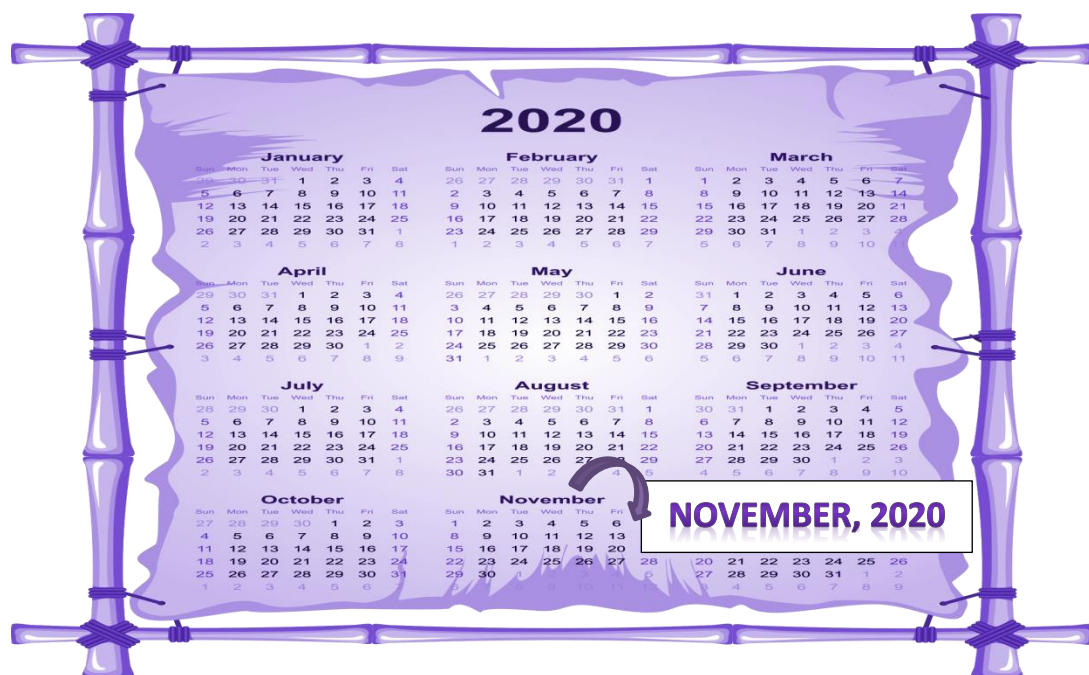 2020
January
Sun Mon Tue Wed Thu Fri Sat
29 30 31 1 2 3 4
5 6 7 8 9 10 11
12 13 14 15 16 17 18
19 20 21 22 23 24 25
26 27 28 29 30 31 1
2 3 4 5 6 7 8
February
Sun Mon Tue Wed Thu Fri Sat
26 27 28 29 30 31 1
2 3 4 5 6 7 8
9 10 11 12 13 14 15
16 17 18 19 20 21 22
23 24 25 26 27 28 29
1 2 3 4 5 6 7
March
Sun Mon Tue Wed Thu Fri Sat
1 2 3 4 5 6 7
8 9 10 11 12 13 14
15 16 17 18 19 20 21
22 23 24 25 26 27 28
29 30 31 1 2 3 4
5 6 7 8 9 10 11
April
Sun Mon Tue Wed Thu Fri Sat
29 30 31 1 2 3 4
5 6 7 8 9 10 11
12 13 14 15 16 17 18
19 20 21 22 23 24 25
26 27 28 29 30 1 2
3 4 5 6 7 8 9
May
Sun Mon Tue Wed Thu Fri Sat
26 27 28 29 30 1 2
3 4 5 6 7 8 9
10 11 12 13 14 15 16
17 18 19 20 21 22 23
24 25 26 27 28 29 30
31 1 2 3 4 5 6
June
Sun Mon Tue Wed Thu Fri Sat
31 1 2 3 4 5 6
7 8 9 10 11 12 13
14 15 16 17 18 19 20
21 22 23 24 25 26 27
28 29 30 1 2 3 4
5 6 7 8 9 10 11
July
Sun Mon Tue Wed Thu Fri Sat
28 29 30 1 2 3 4
5 6 7 8 9 10 11
12 13 14 15 16 17 18
19 20 21 22 23 24 25
26 27 28 29 30 31 1
2 3 4 5 6 7 8
August
Sun Mon Tue Wed Thu Fri Sat
26 27 28 29 30 31 1
2 3 4 5 6 7 8
9 10 11 12 13 14 15
16 17 18 19 20 21 22
23 24 25 26 27 29
30 31 1 2 4 5
September
Sun Mon Tue Wed Thu Fri Sat
30 31 1 2 3 4 5
6 7 8 9 10 11 12
13 14 15 16 17 18 19
20 21 22 23 24 25 26
27 28 29 30 1 2 3
4 5 6 7 8 9 10
October
Sun Mon Tue Wed Thu Fri Sat
27 28 29 30 1 2 3
4 5 6 7 8 9 10
11 12 13 14 15 16 17
18 19 20 21 22 23 24
25 26 27 28 29 30 31
1 2 3 4 5 6
November
Sun Mon Tue Wed Thu Fri
1 2 3 4 5 6
8 9 10 11 12 13
15 16 17 18 19 20
22 23 24 25 26 27 28
29 30 1 5
NOVEMBER, 2020
20 21 22 23 24 25 26
27 28 29 30 31 1 2
3 4 5 6 7 8 9